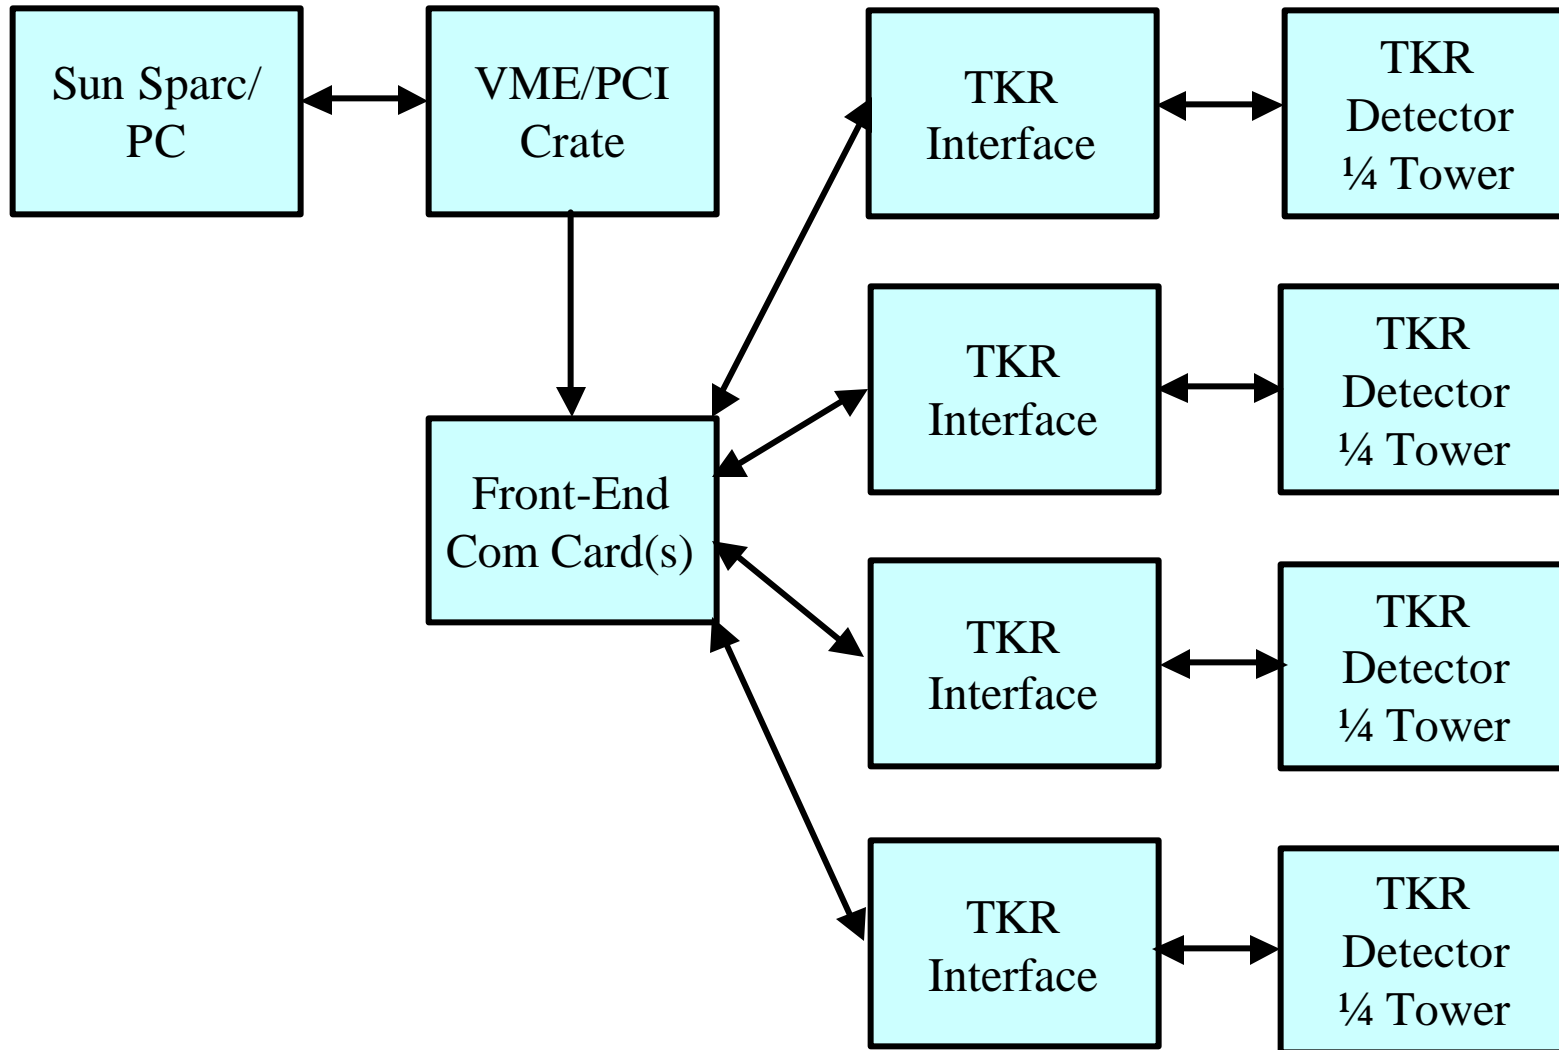 Sun Sparc/
PC
VME/PCI
Crate
TKR
Interface
TKR
Detector
¼ Tower
TKR
Interface
TKR
Detector
¼ Tower
Front-End
Com Card(s)
TKR
Interface
TKR
Detector
¼ Tower
TKR
Interface
TKR
Detector
¼ Tower